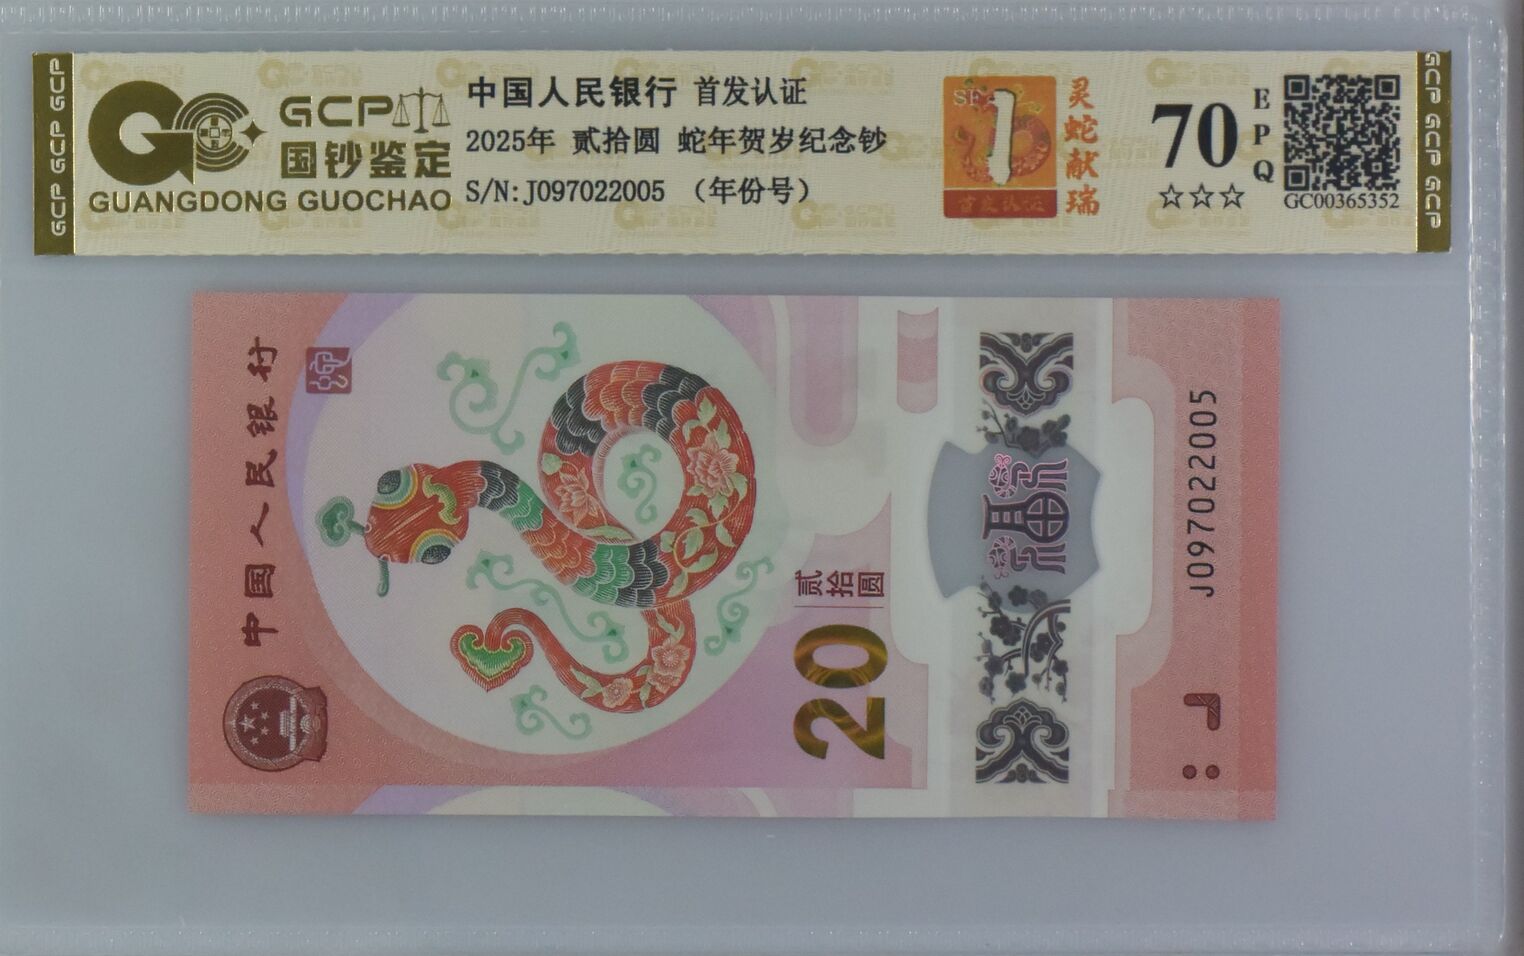 GCP GCP GCP
GCP
国钞鉴定
GUANGDONG GUOCHAO
中国人民银行 首发认证
2025年 贰拾圆 蛇年贺岁纪念钞
S/N:J097022005 （年份号）
1
首发认证
灵蛇献瑞
70
EPQ
☆☆☆
GC00365352
GCP GCP GCP
中国人民银行
蛇
20
贰拾圆
福
J097022005